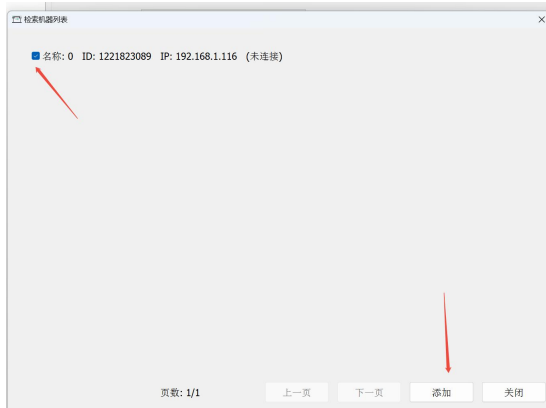 检索机器列表
名称: 0 ID: 1221823089 IP: 192.168.1.116 (未连接)
页数: 1/1 上一页 下一页 添加 关闭